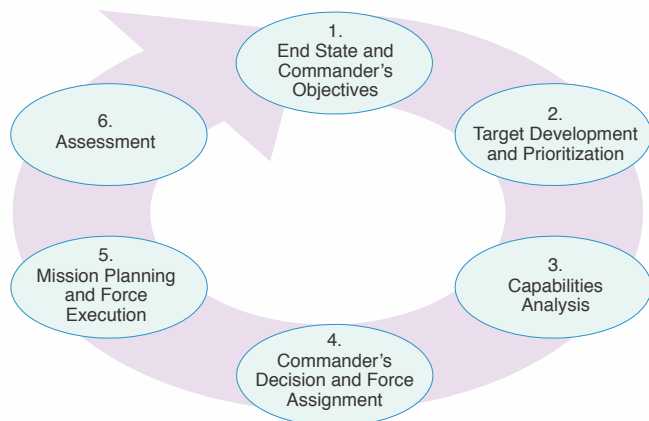 1.
End State and
Commander's
Objectives
2.
Target Development
and Prioritization
3.
Capabilities
Analysis
4.
Commander's
Decision and Force
Assignment
5.
Mission Planning
and Force
Execution
6.
Assessment